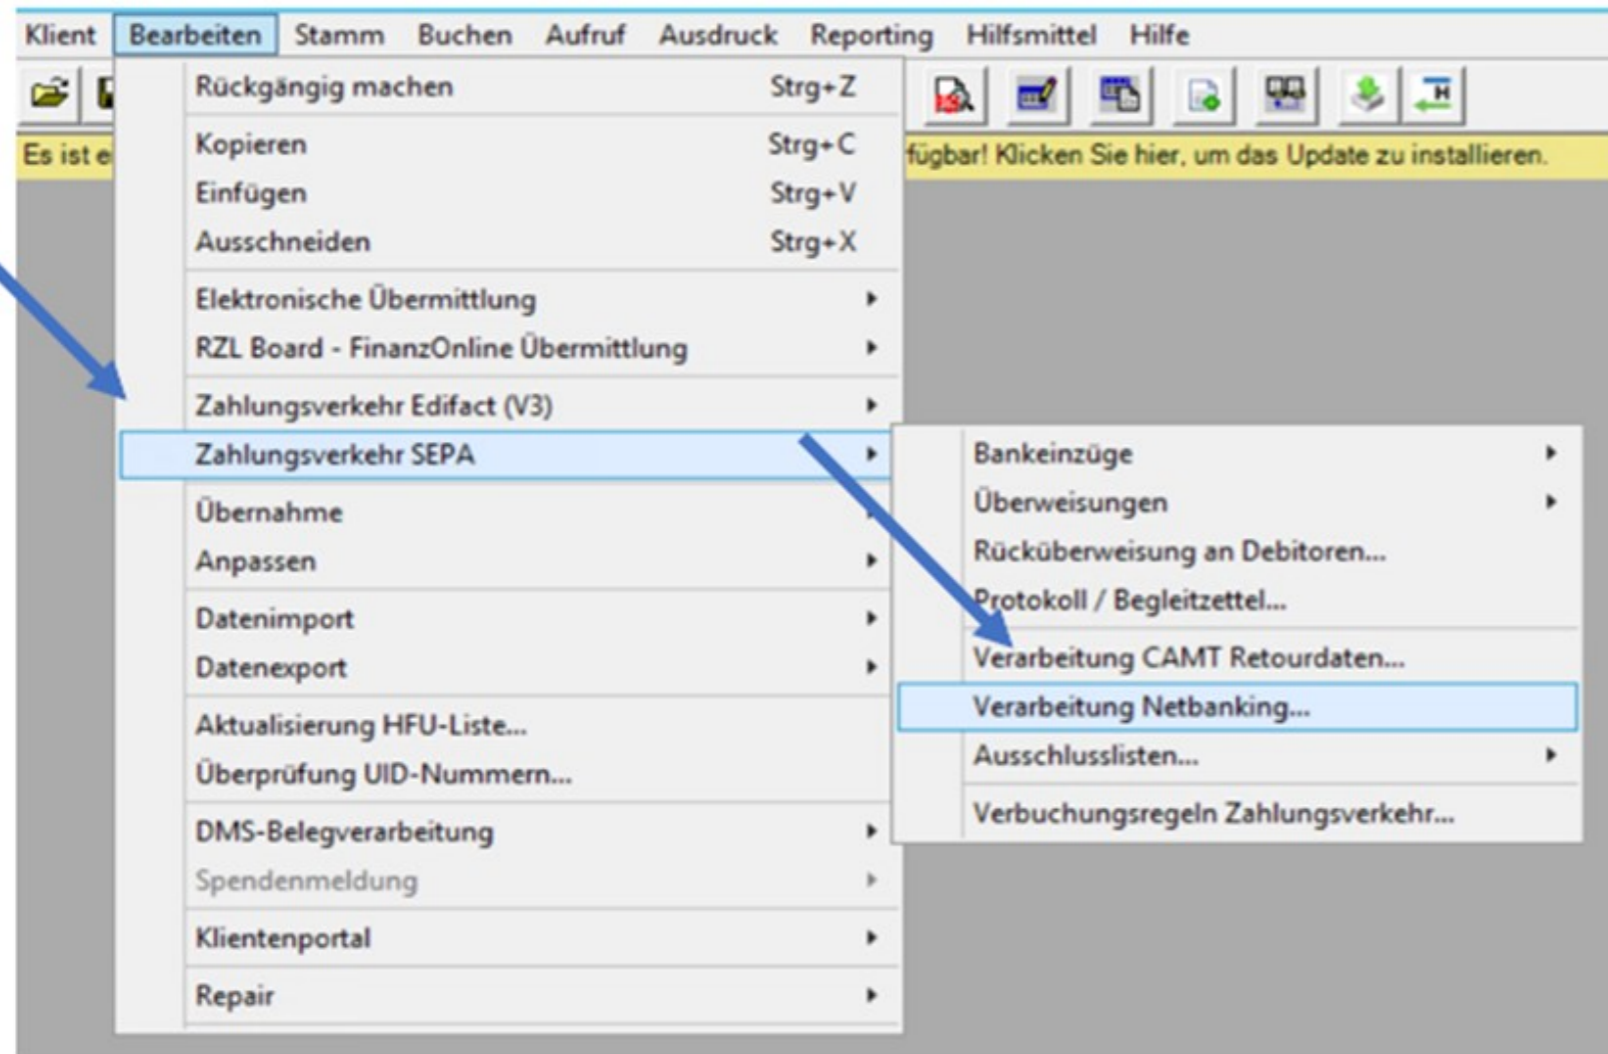 Klient Bearbeiten Stamm Buchen Aufruf Ausdruck Reporting Hilfsmittel Hilfe
Es ist fügbar! Klicken Sie hier, um das Update zu installieren.
Rückgängig machen Strg+Z
Kopieren Strg+C
Einfügen Strg+V
Ausschneiden Strg+X
Elektronische Übermittlung
RZL Board - FinanzOnline Übermittlung
Zahlungsverkehr Edifact (V3)
Zahlungsverkehr SEPA
Übernahme
Anpassen
Datenimport
Datenexport
Aktualisierung HFU-Liste...
Überprüfung UID-Nummern...
DMS-Belegverarbeitung
Spendenmeldung
Klientenportal
Repair
Bankeinzüge
Überweisungen
Rücküberweisung an Debitoren...
Protokoll / Begleitzettel...
Verarbeitung CAMT Retourdaten...
Verarbeitung Netbanking...
Ausschlusslisten...
Verbuchungsregeln Zahlungsverkehr...